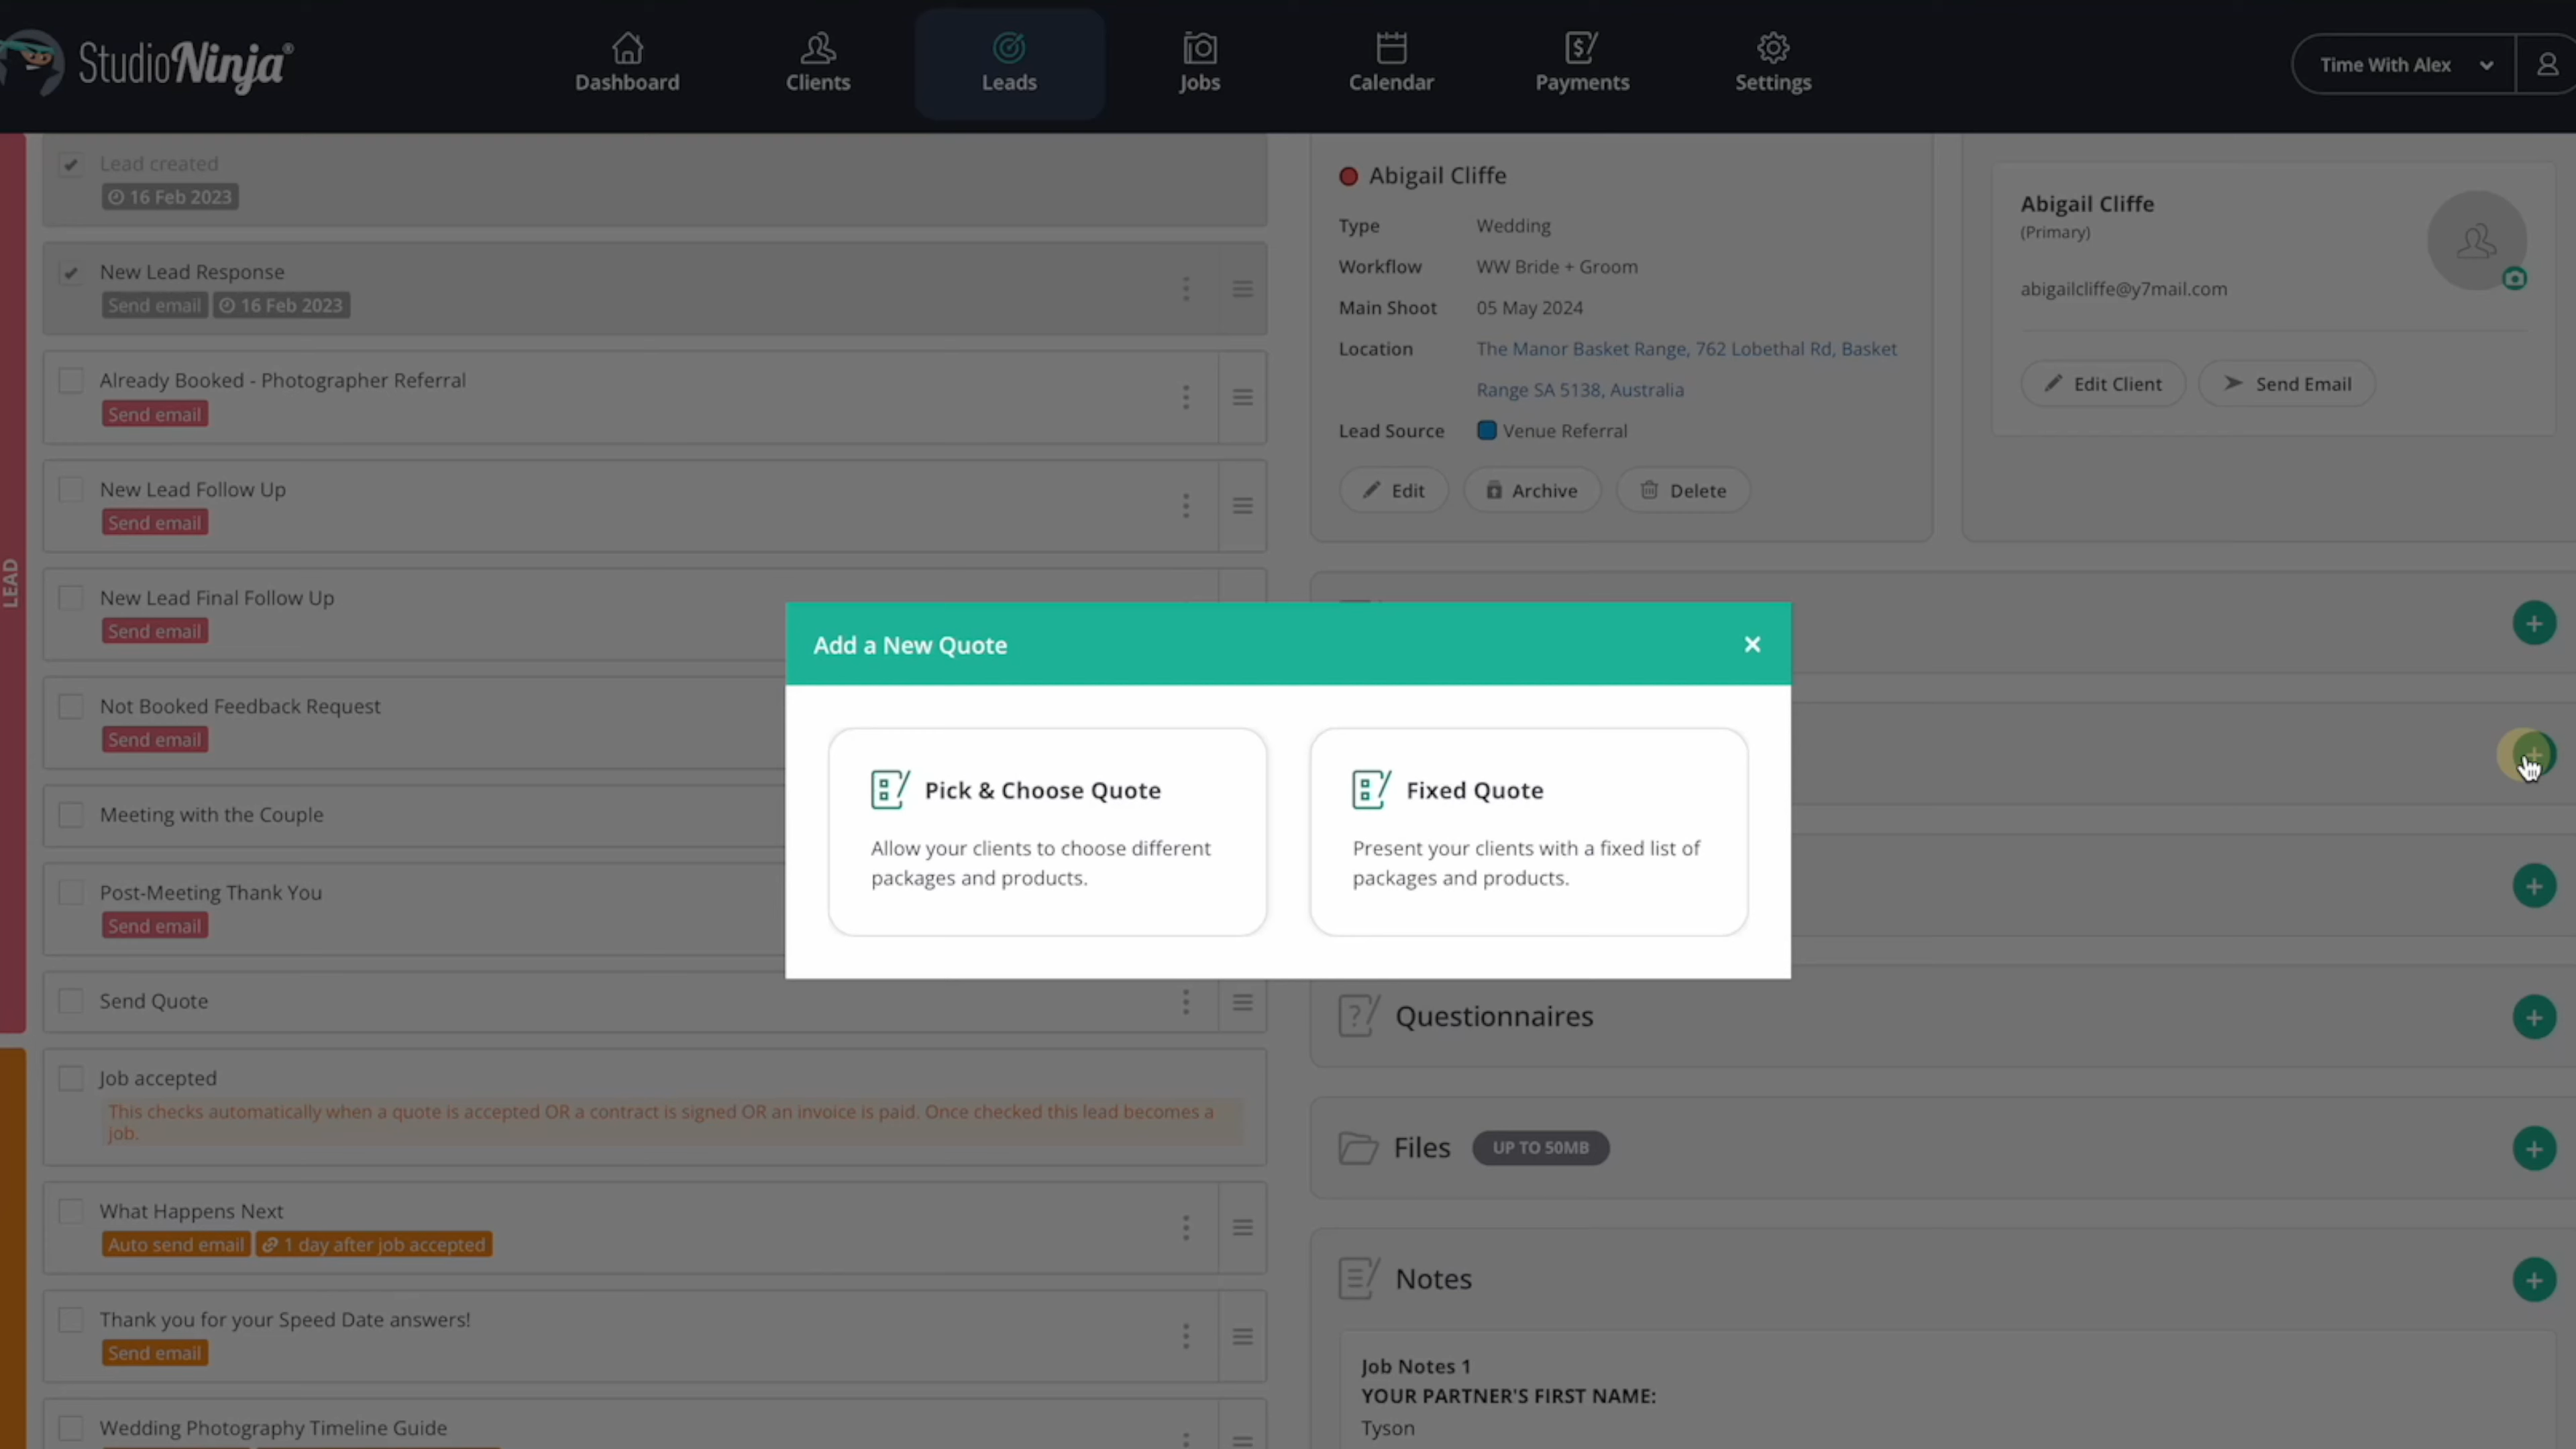 StudioNinja®
Dashboard
Clients
Leads
Jobs
Calendar
Payments
Settings
Time With Alex
LEAD
Lead created
16 Feb 2023
New Lead Response
Send email 16 Feb 2023
Already Booked - Photographer Referral
Send email
New Lead Follow Up
Send email
New Lead Final Follow Up
Send email
Not Booked Feedback Request
Send email
Meeting with the Couple
Post-Meeting Thank You
Send email
Send Quote
Job accepted
This checks automatically when a quote is accepted OR a contract is signed OR an invoice is paid. Once checked this lead becomes a
job.
What Happens Next
Auto send email 1 day after job accepted
Thank you for your Speed Date answers!
Send email
Wedding Photography Timeline Guide
Abigail Cliffe
Type Wedding
Workflow WW Bride + Groom
Main Shoot 05 May 2024
Location The Manor Basket Range, 762 Lobethal Rd, Basket
Range SA 5138, Australia
Lead Source Venue Referral
Edit Archive Delete
Abigail Cliffe
(Primary)
abigailcliffe@y7mail.com
Edit Client Send Email
Add a New Quote
Pick & Choose Quote
Allow your clients to choose different
packages and products.
Fixed Quote
Present your clients with a fixed list of
packages and products.
Questionnaires
Files UP TO 50MB
Notes
Job Notes 1
YOUR PARTNER'S FIRST NAME:
Tyson